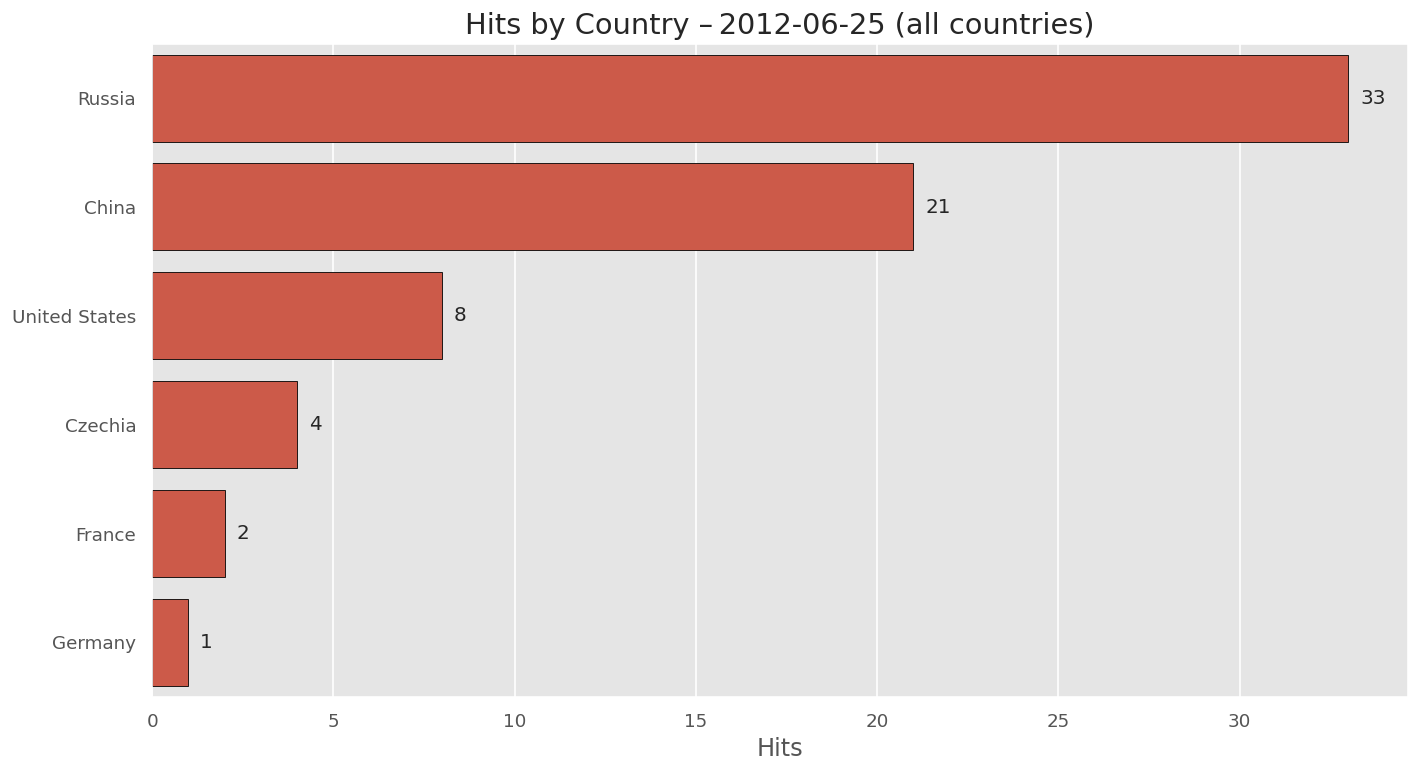 Hits by Country – 2012-06-25 (all countries)
Russia 33
China 21
United States 8
Czechia 4
France 2
Germany 1
0 5 10 15 20 25 30
Hits